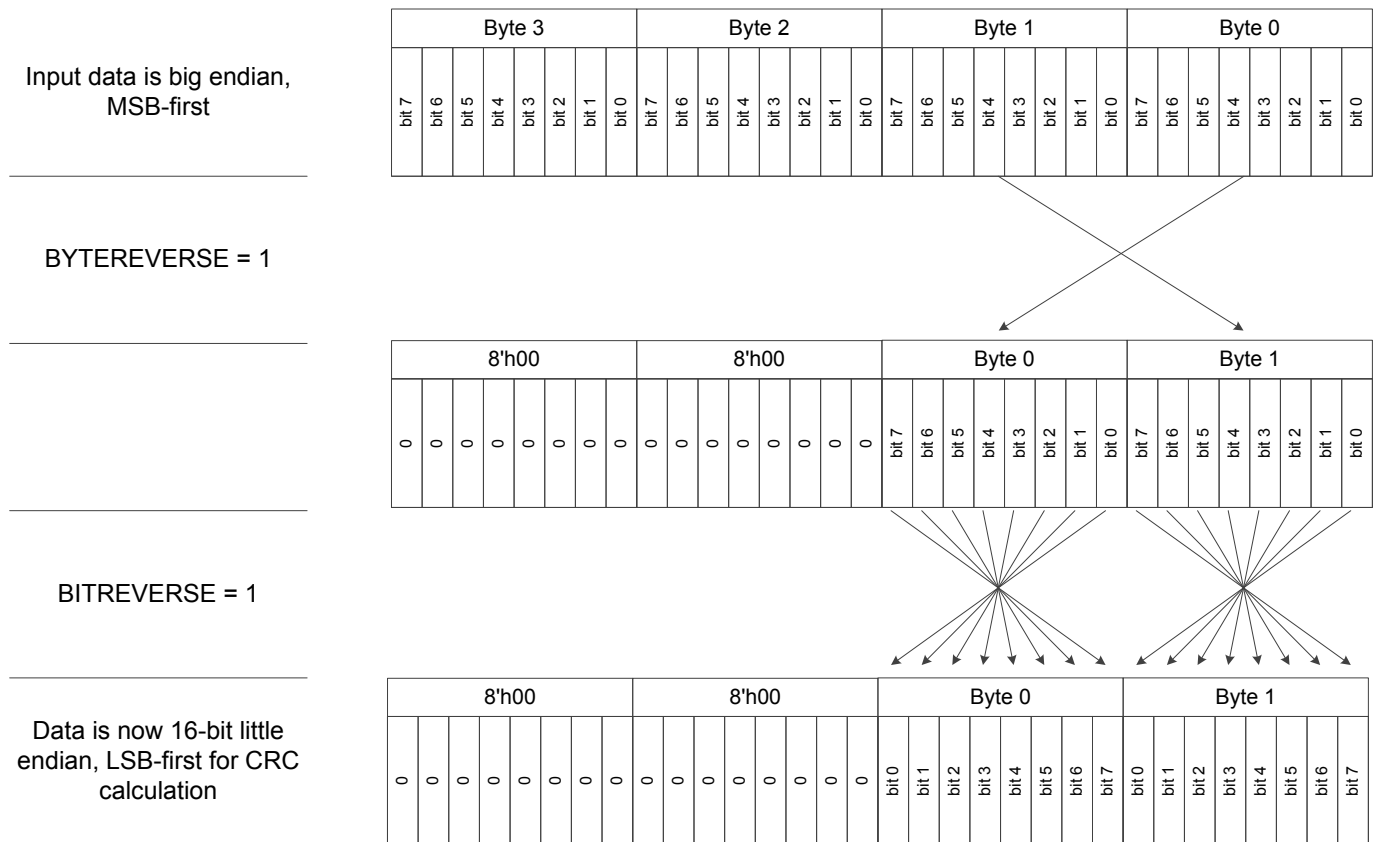 Byte 3 Byte 2 Byte 1 Byte 0
Input data is big endian,
MSB-first
bit 7 bit 6 bit 5 bit 4 bit 3 bit 2 bit 1 bit 0 bit 7 bit 6 bit 5 bit 4 bit 3 bit 2 bit 1 bit 0 bit 7 bit 6 bit 5 bit 4 bit 3 bit 2 bit 1 bit 0 bit 7 bit 6 bit 5 bit 4 bit 3 bit 2 bit 1 bit 0
BYTEREVERSE = 1
8'h00 8'h00 Byte 0 Byte 1
0 0 0 0 0 0 0 0 0 0 0 0 0 0 0 0 bit 7 bit 6 bit 5 bit 4 bit 3 bit 2 bit 1 bit 0 bit 7 bit 6 bit 5 bit 4 bit 3 bit 2 bit 1 bit 0
BITREVERSE = 1
8'h00 8'h00 Byte 0 Byte 1
Data is now 16-bit little
endian, LSB-first for CRC
calculation
0 0 0 0 0 0 0 0 0 0 0 0 0 0 0 0 bit 0 bit 1 bit 2 bit 3 bit 4 bit 5 bit 6 bit 7 bit 0 bit 1 bit 2 bit 3 bit 4 bit 5 bit 6 bit 7